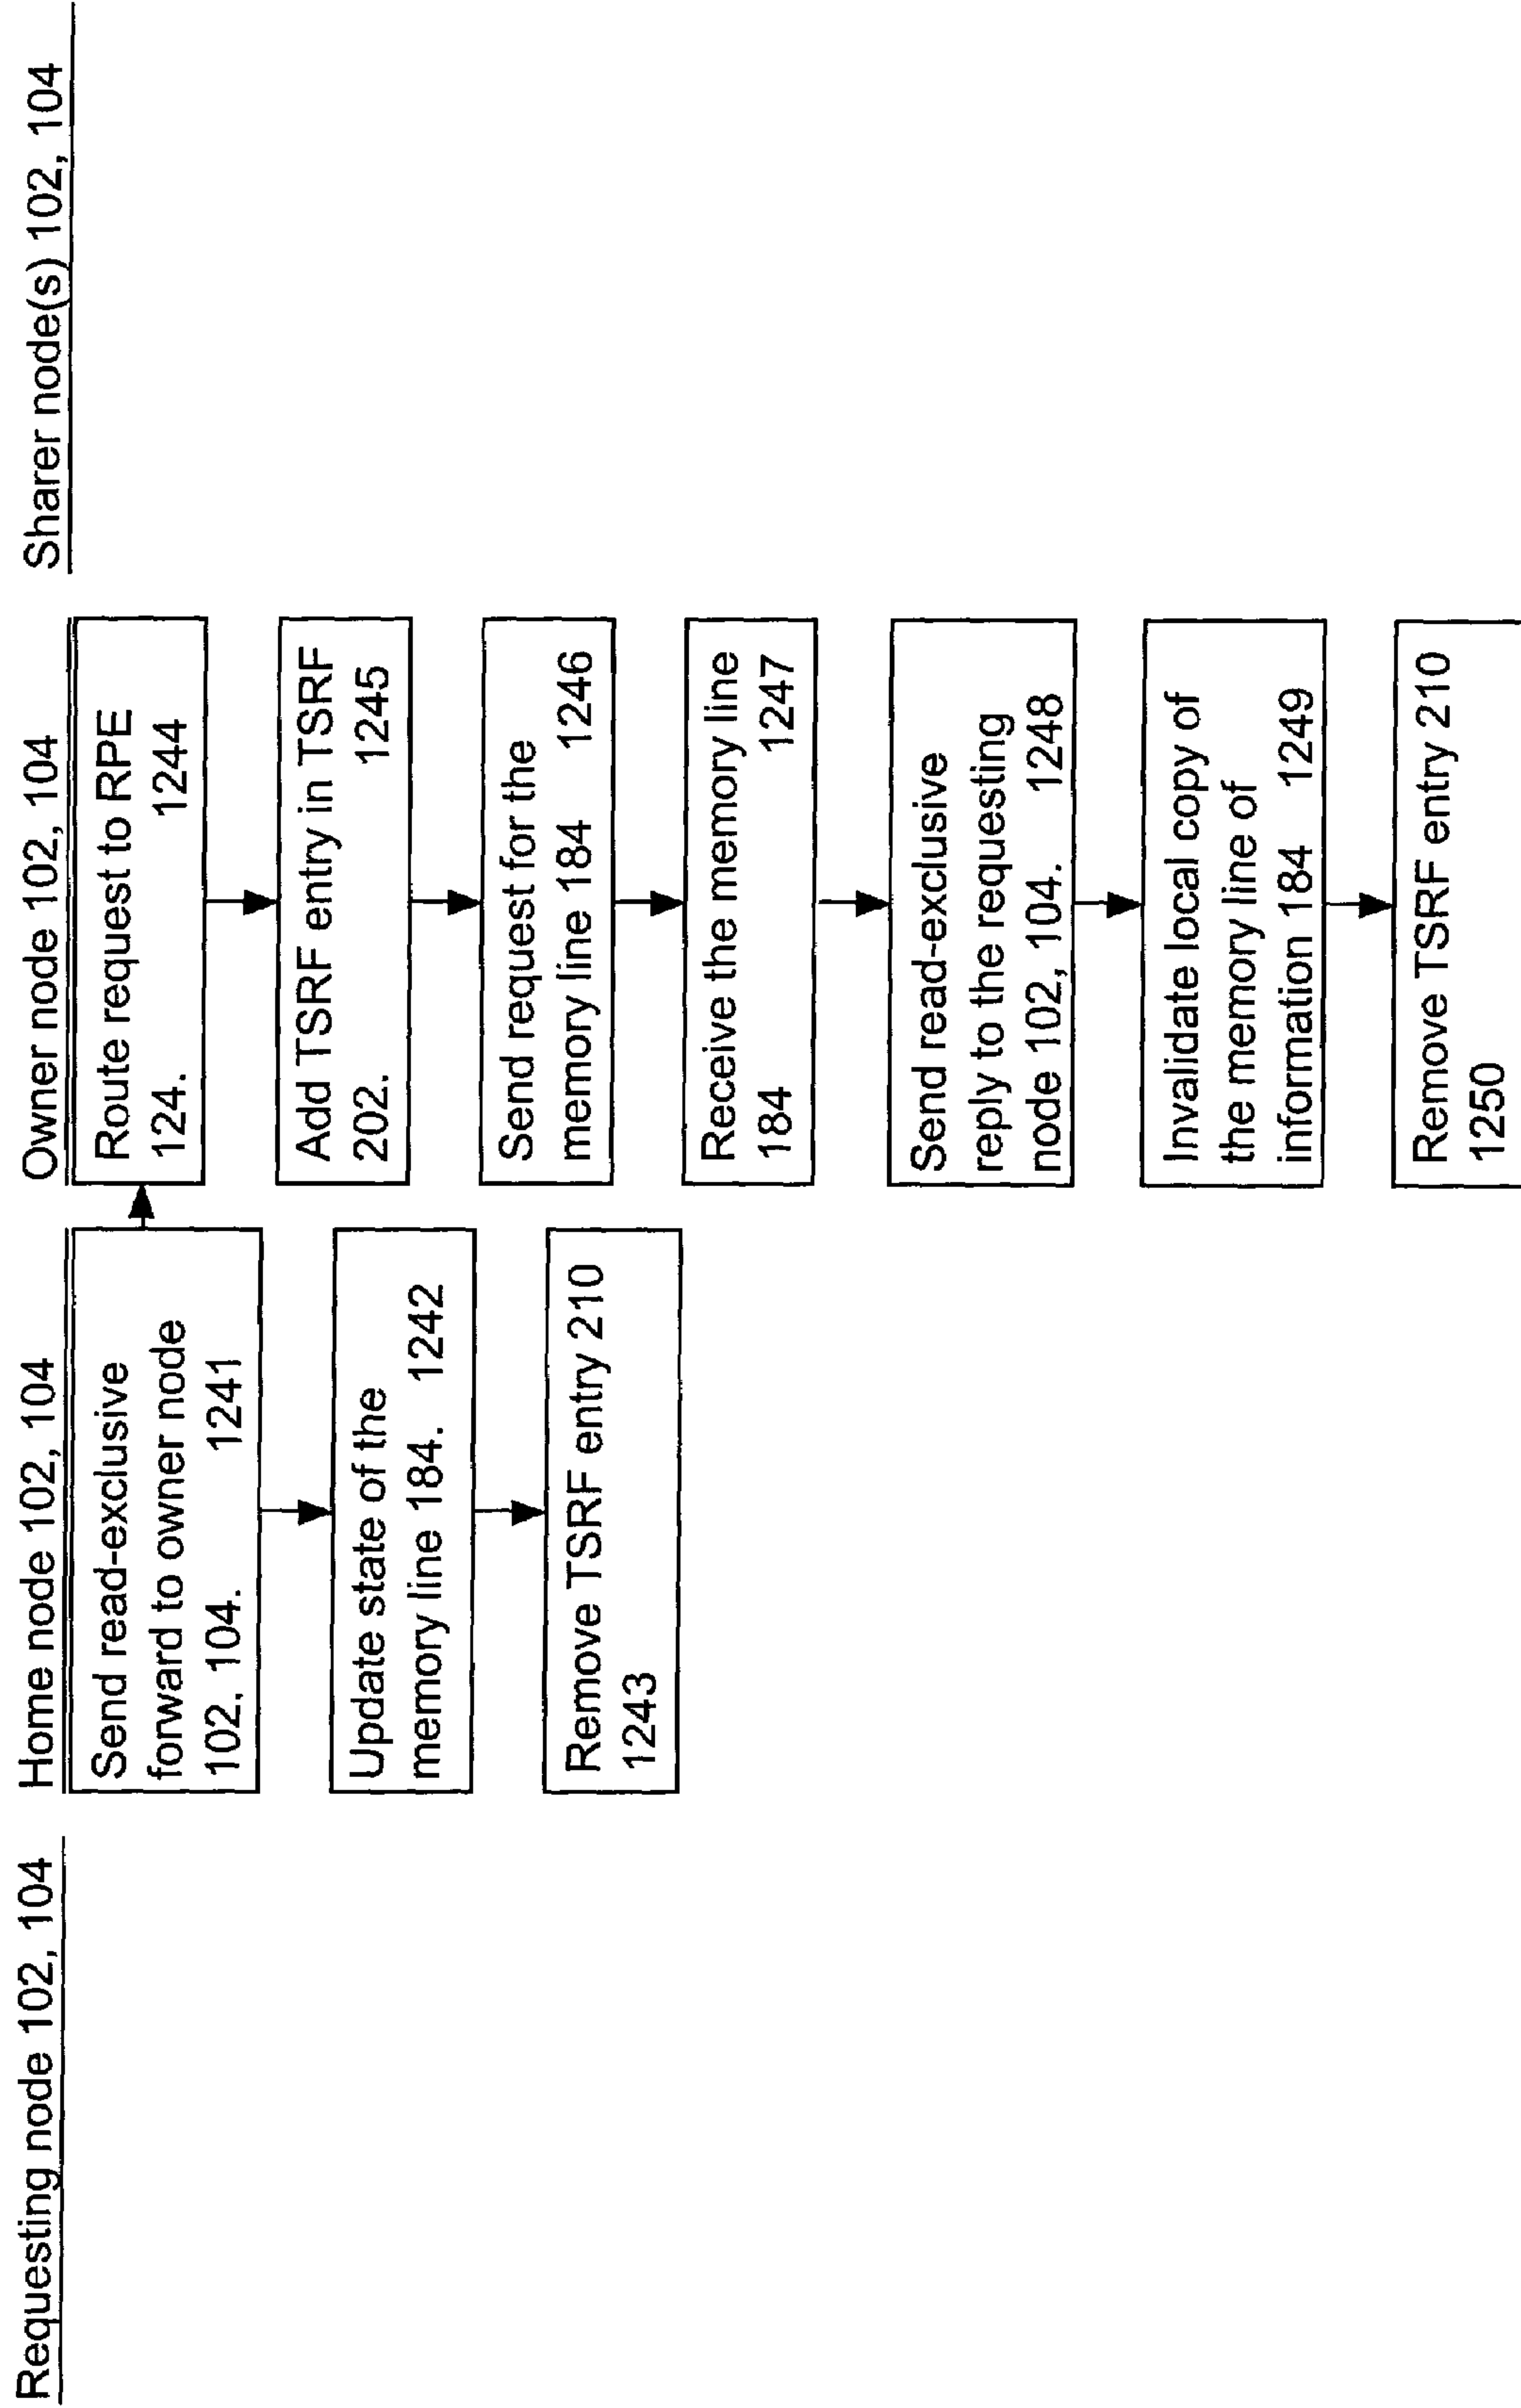 Requesting node 102, 104
Home node 102, 104
Send read-exclusive
forward to owner node
102, 104. 1241
Update state of the
memory line 184. 1242
Remove TSRF entry 210
1243
Owner node 102, 104
Route request to RPE
124. 1244
Add TSRF entry in TSRF
202. 1245
Send request for the
memory line 184 1246
Receive the memory line
184 1247
Send read-exclusive
reply to the requesting
node 102, 104. 1248
Invalidate local copy of
the memory line of
information 184 1249
Remove TSRF entry 210
1250
Sharer node(s) 102, 104